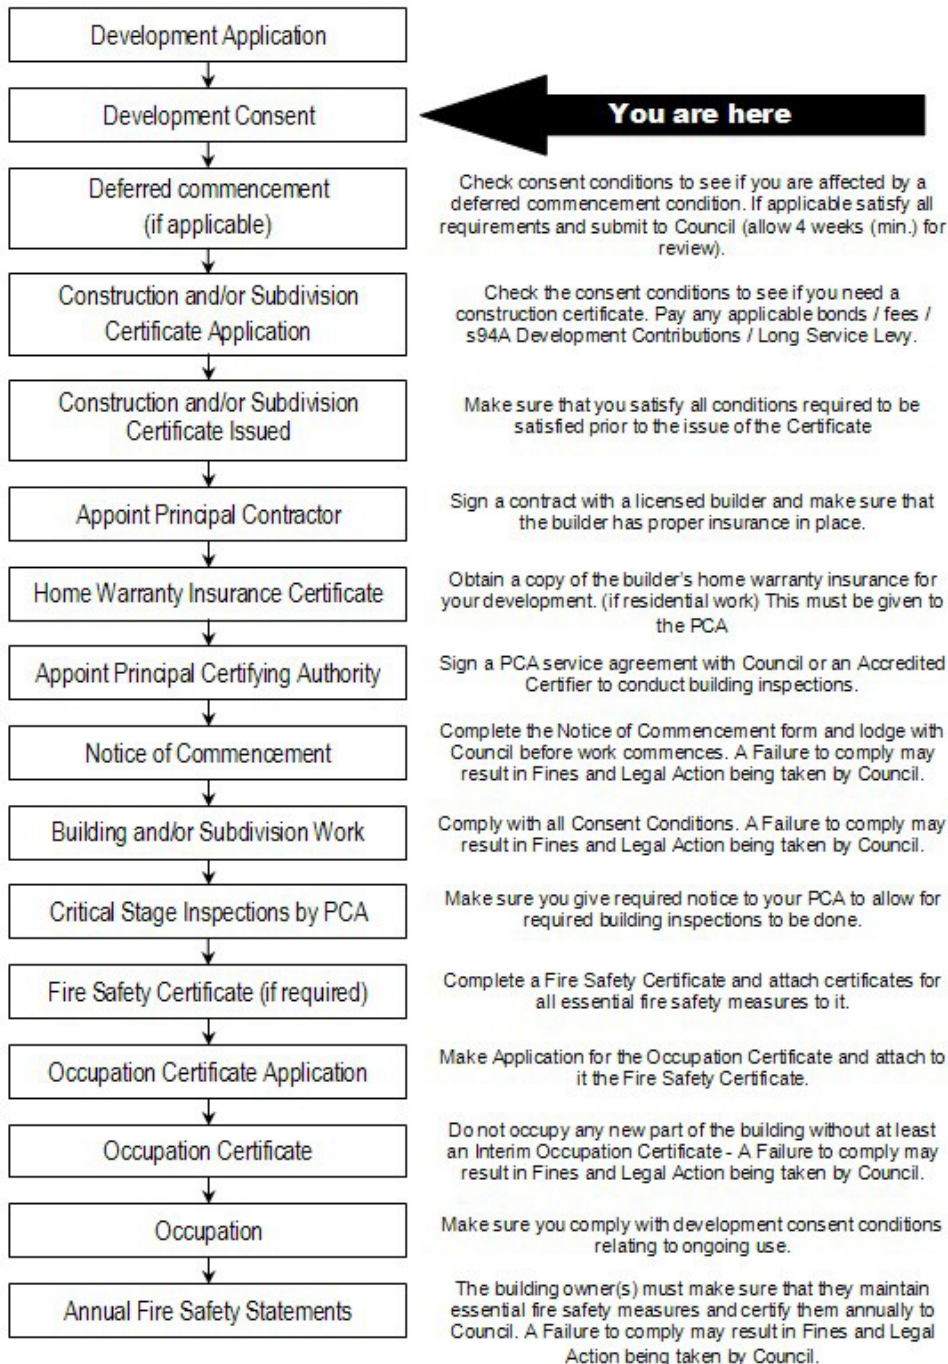 Development Application
Development Consent
You are here
Deferred commencement
(if applicable)
Check consent conditions to see if you are affected by a
deferred commencement condition. If applicable satisfy all
requirements and submit to Council (allow 4 weeks (min.) for
review).
Construction and/or Subdivision
Certificate Application
Check the consent conditions to see if you need a
construction certificate. Pay any applicable bonds / fees /
s94A Development Contributions / Long Service Levy.
Construction and/or Subdivision
Certificate Issued
Make sure that you satisfy all conditions required to be
satisfied prior to the issue of the Certificate
Appoint Principal Contractor
Sign a contract with a licensed builder and make sure that
the builder has proper insurance in place.
Home Warranty Insurance Certificate
Obtain a copy of the builder's home warranty insurance for
your development. (if residential work) This must be given to
the PCA
Appoint Principal Certifying Authority
Sign a PCA service agreement with Council or an Accredited
Certifier to conduct building inspections.
Notice of Commencement
Complete the Notice of Commencement form and lodge with
Council before work commences. A Failure to comply may
result in Fines and Legal Action being taken by Council.
Building and/or Subdivision Work
Comply with all Consent Conditions. A Failure to comply may
result in Fines and Legal Action being taken by Council.
Critical Stage Inspections by PCA
Make sure you give required notice to your PCA to allow for
required building inspections to be done.
Fire Safety Certificate (if required)
Complete a Fire Safety Certificate and attach certificates for
all essential fire safety measures to it.
Occupation Certificate Application
Make Application for the Occupation Certificate and attach to
it the Fire Safety Certificate.
Occupation Certificate
Do not occupy any new part of the building without at least
an Interim Occupation Certificate - A Failure to comply may
result in Fines and Legal Action being taken by Council.
Occupation
Make sure you comply with development consent conditions
relating to ongoing use.
Annual Fire Safety Statements
The building owner(s) must make sure that they maintain
essential fire safety measures and certify them annually to
Council. A Failure to comply may result in Fines and Legal
Action being taken by Council.